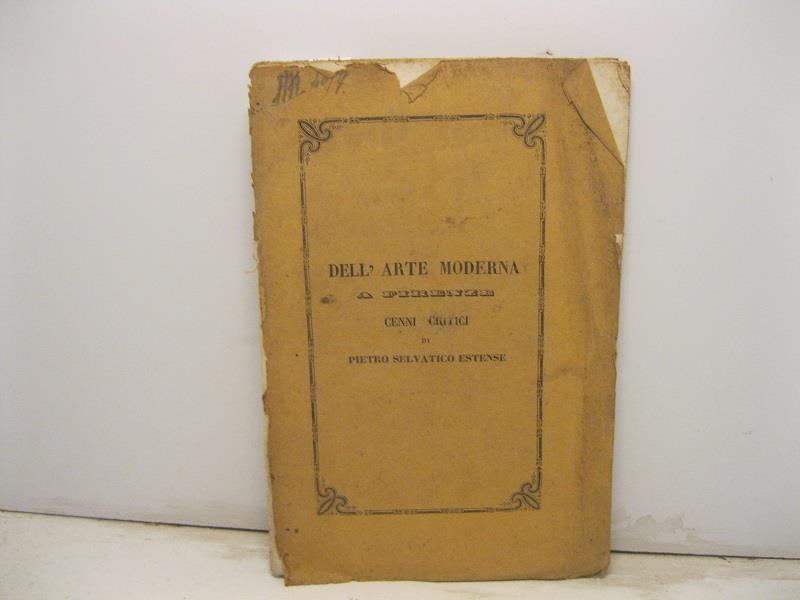 DELL' ARTE MODERNA
A FIRENZE
CENNI CRITICI
DI
PIETRO SELVATICO ESTENSE